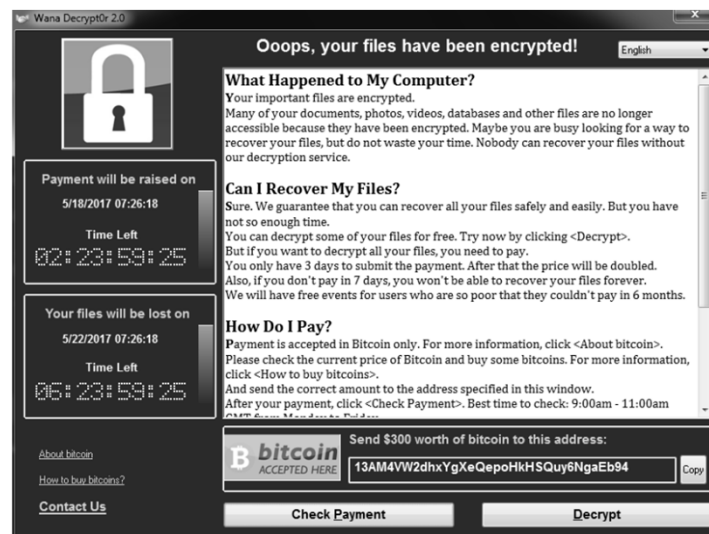 Wana Decrypt0r 2.0
Ooops, your files have been encrypted!
English
What Happened to My Computer?
Your important files are encrypted.
Many of your documents, photos, videos, databases and other files are no longer
accessible because they have been encrypted. Maybe you are busy looking for a way to
recover your files, but do not waste your time. Nobody can recover your files without
our decryption service.
Can I Recover My Files?
Sure. We guarantee that you can recover all your files safely and easily. But you have
not so enough time.
You can decrypt some of your files for free. Try now by clicking <Decrypt>.
But if you want to decrypt all your files, you need to pay.
You only have 3 days to submit the payment. After that the price will be doubled.
Also, if you don't pay in 7 days, you won't be able to recover your files forever.
We will have free events for users who are so poor that they couldn't pay in 6 months.
How Do I Pay?
Payment is accepted in Bitcoin only. For more information, click <About bitcoin>.
Please check the current price of Bitcoin and buy some bitcoins. For more information,
click <How to buy bitcoins>.
And send the correct amount to the address specified in this window.
After your payment, click <Check Payment>. Best time to check: 9:00am - 11:00am
GMT from Monday to Friday.
Payment will be raised on
5/18/2017 07:26:18
Time Left
02:23:59:25
Your files will be lost on
5/22/2017 07:26:18
Time Left
06:23:59:25
About bitcoin
How to buy bitcoins?
Contact Us
B bitcoin
ACCEPTED HERE
Send $300 worth of bitcoin to this address:
13AM4VW2dhxYgXeQepoHkHSQuy6NgaEb94
Copy
Check Payment
Decrypt